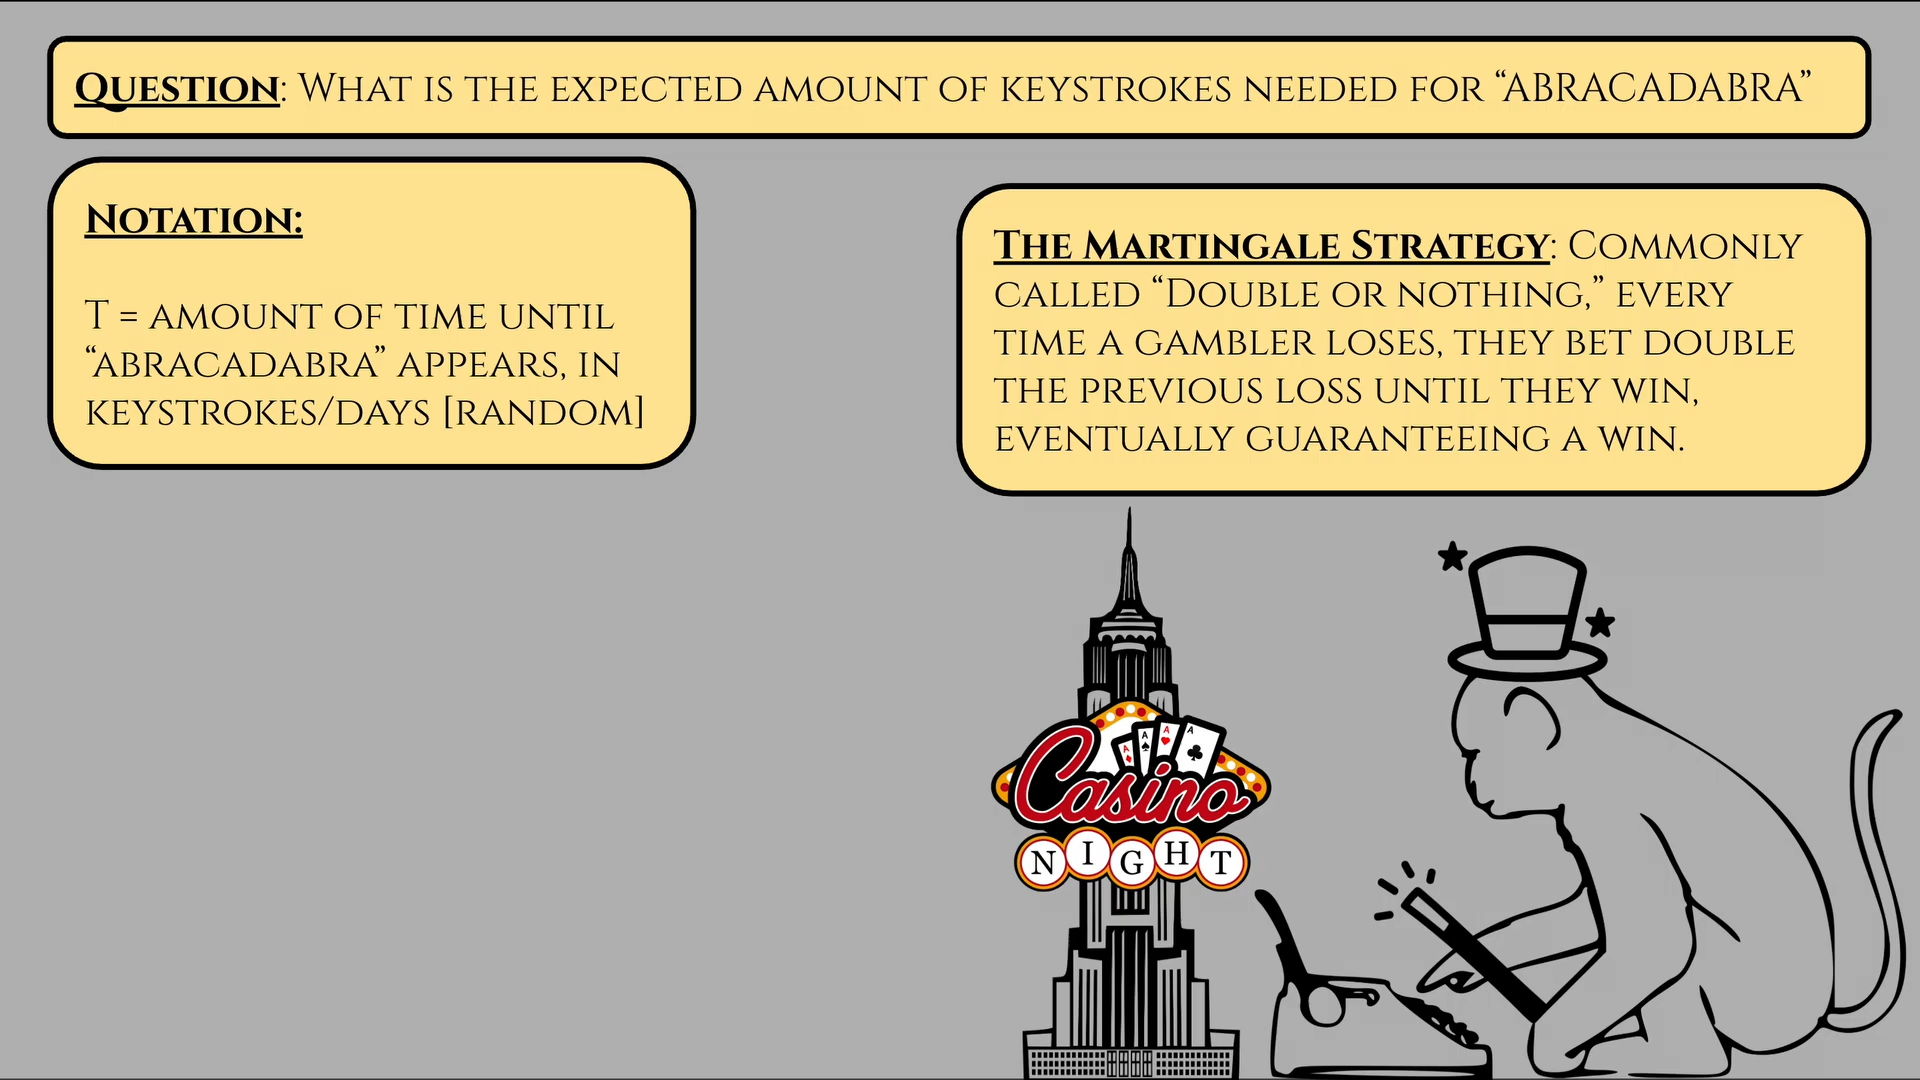 QUESTION: WHAT IS THE EXPECTED AMOUNT OF KEYSTROKES NEEDED FOR “ABRACADABRA”
NOTATION:
T = AMOUNT OF TIME UNTIL
“ABRACADABRA” APPEARS, IN
KEYSTROKES/DAYS [RANDOM]
THE MARTINGALE STRATEGY: COMMONLY
CALLED “DOUBLE OR NOTHING,” EVERY
TIME A GAMBLER LOSES, THEY BET DOUBLE
THE PREVIOUS LOSS UNTIL THEY WIN,
EVENTUALLY GUARANTEEING A WIN.
A A A A
Casino
NIGHT